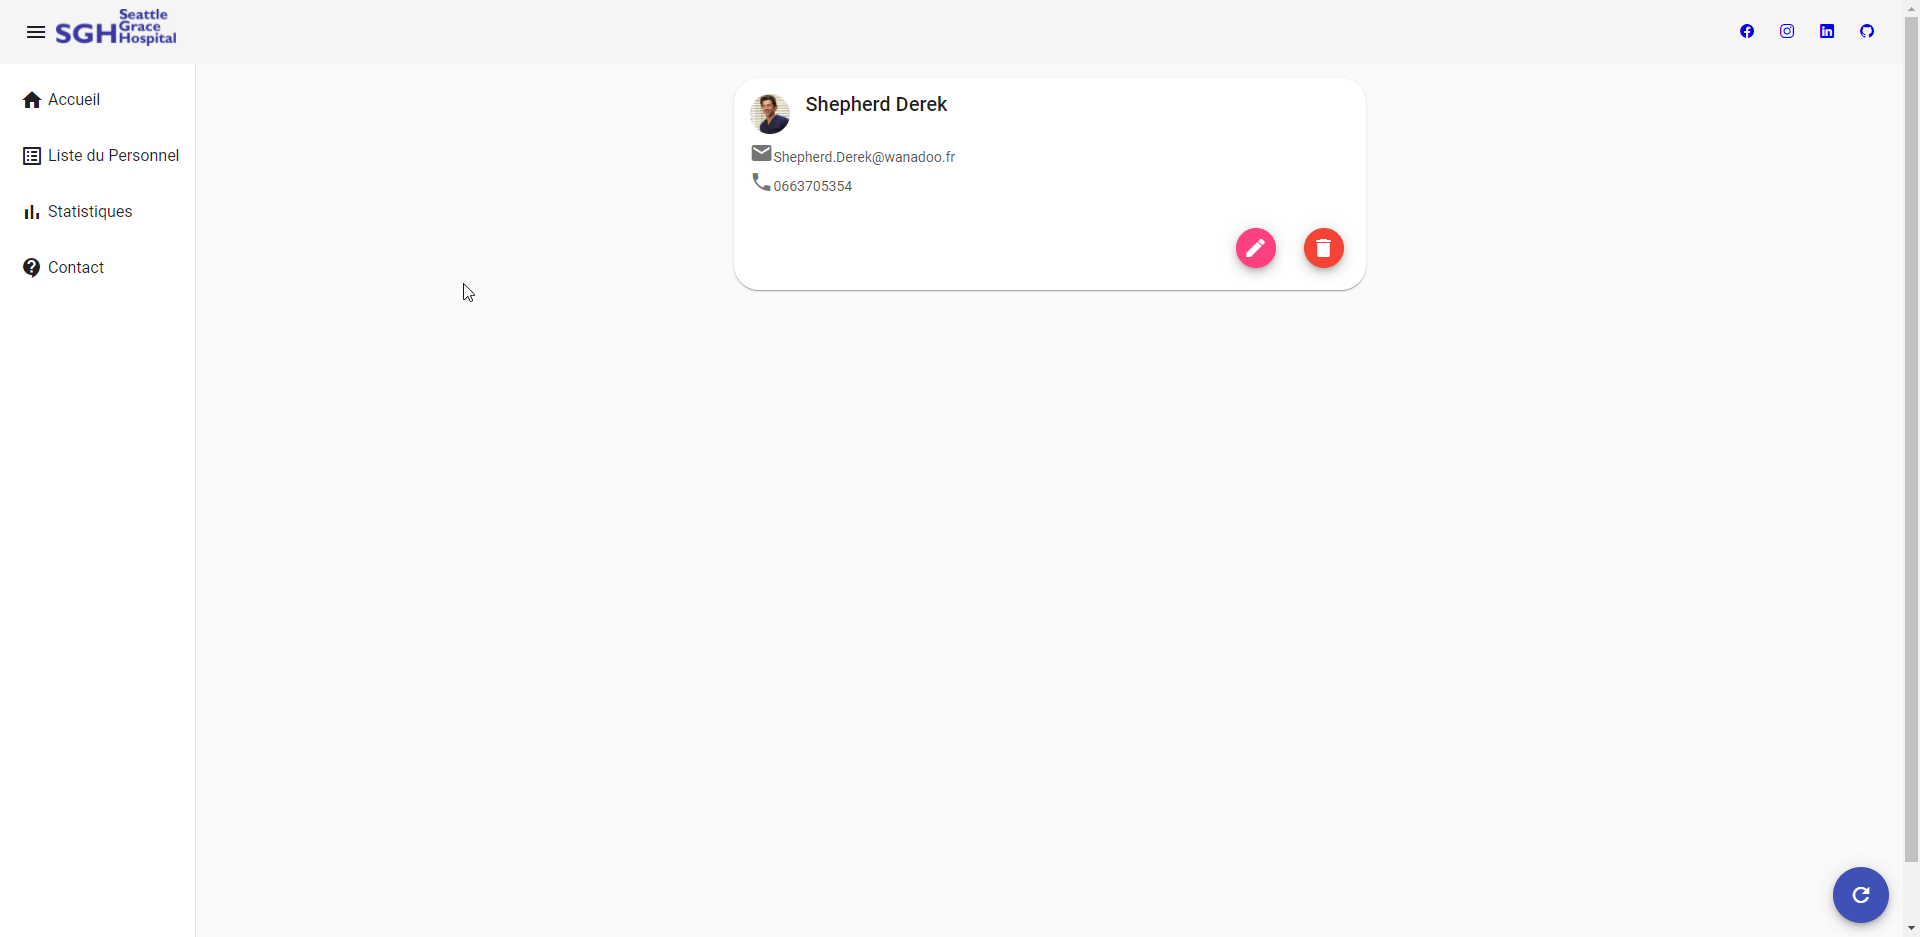 SGH Seattle
Grace
Hospital
Accueil
Liste du Personnel
Statistiques
Contact
Shepherd Derek
Shepherd.Derek@wanadoo.fr
0663705354